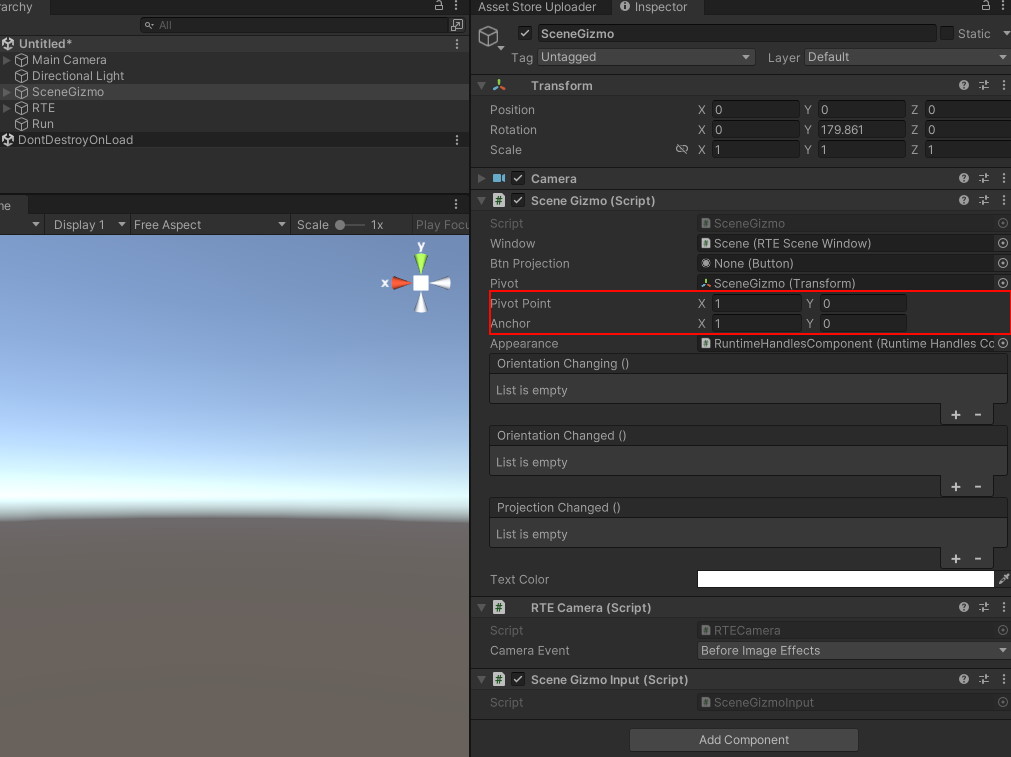 rarchy
All
Untitled*
Main Camera
Directional Light
SceneGizmo
RTE
Run
DontDestroyOnLoad
ne
Display 1
Free Aspect
Scale
1x
Play Focu
y
x
Asset Store Uploader
Inspector
SceneGizmo
Static
Tag Untagged
Layer Default
Transform
Position X 0 Y 0 Z 0
Rotation X 0 Y 179.861 Z 0
Scale X 1 Y 1 Z 1
Camera
# Scene Gizmo (Script)
Script SceneGizmo
Window Scene (RTE Scene Window)
Btn Projection None (Button)
Pivot SceneGizmo (Transform)
Pivot Point X 1 Y 0
Anchor X 1 Y 0
Appearance RuntimeHandlesComponent (Runtime Handles Cc
Orientation Changing ()
List is empty
+ -
Orientation Changed ()
List is empty
+ -
Projection Changed ()
List is empty
+ -
Text Color
# RTE Camera (Script)
Script RTECamera
Camera Event Before Image Effects
# Scene Gizmo Input (Script)
Script SceneGizmoInput
Add Component